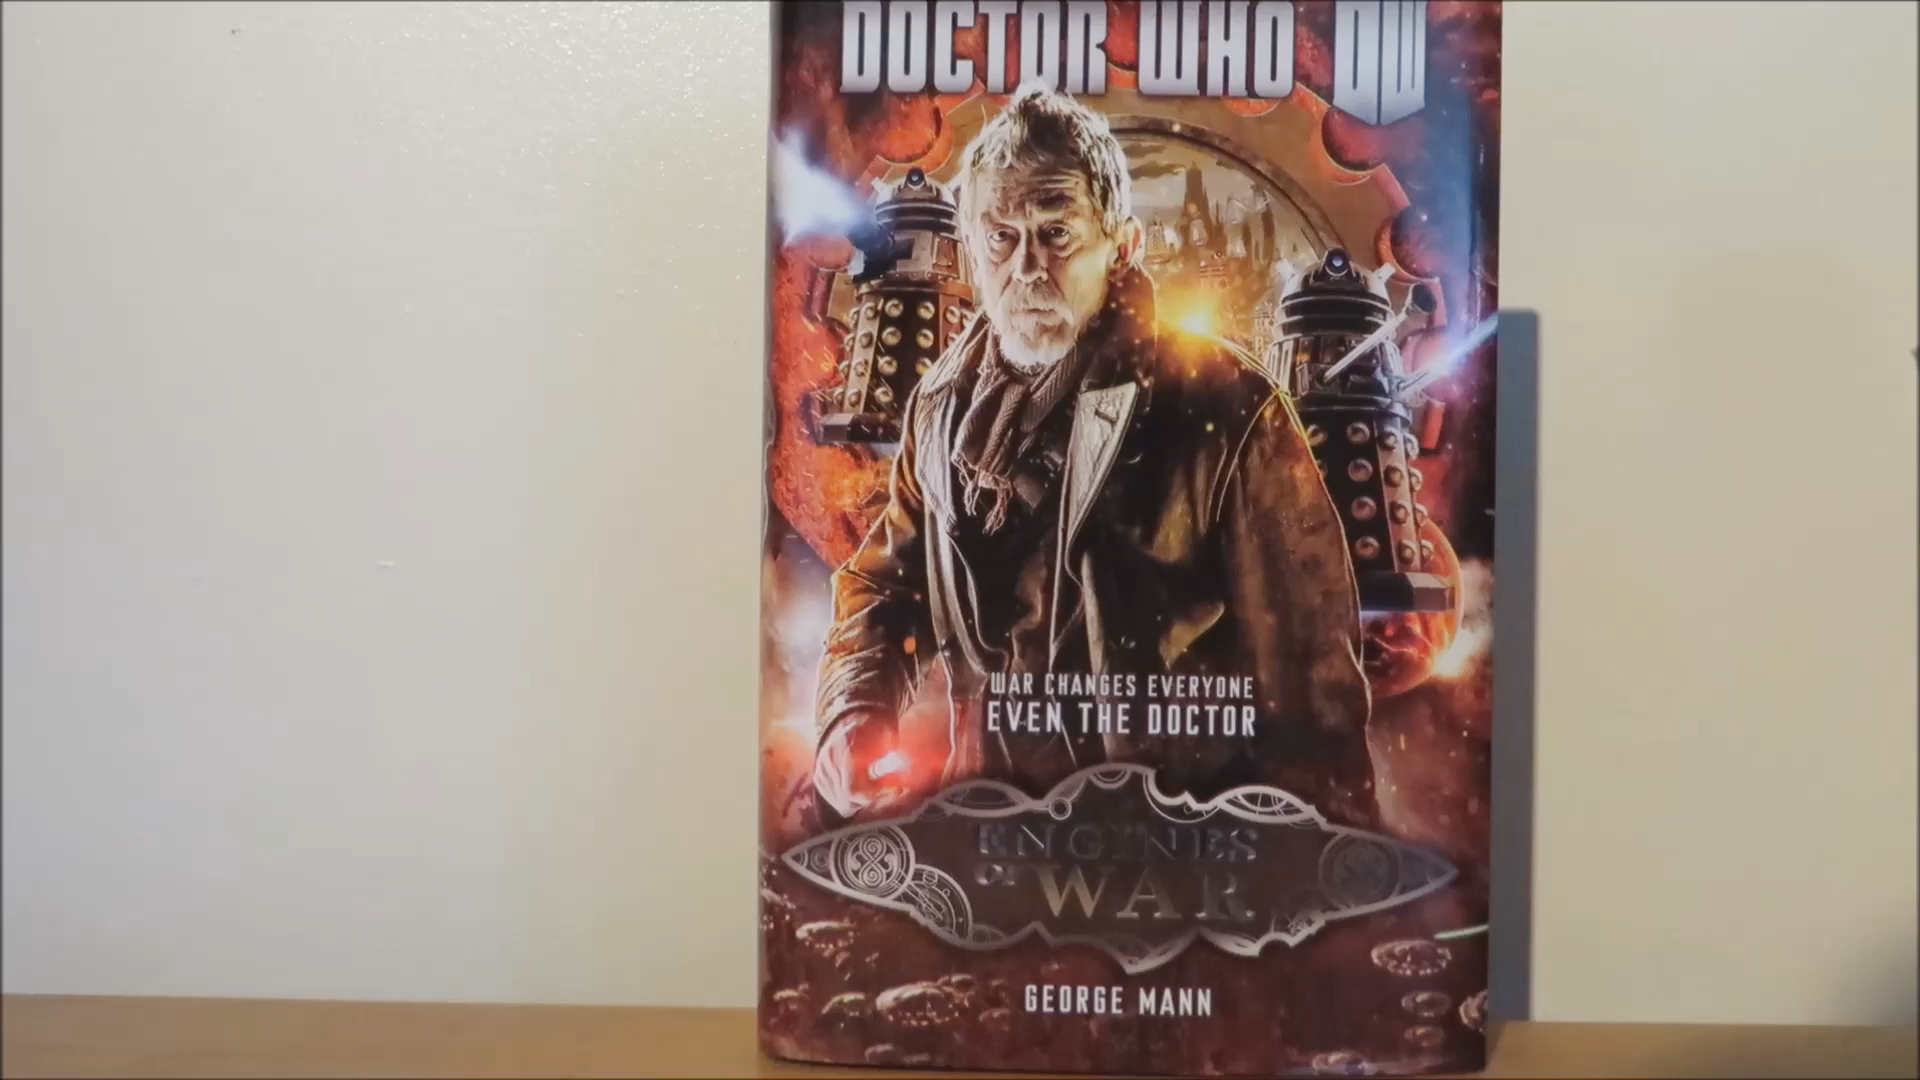 DOCTOR WHO DW
WAR CHANGES EVERYONE
EVEN THE DOCTOR
ENGINES
OF WAR
GEORGE MANN